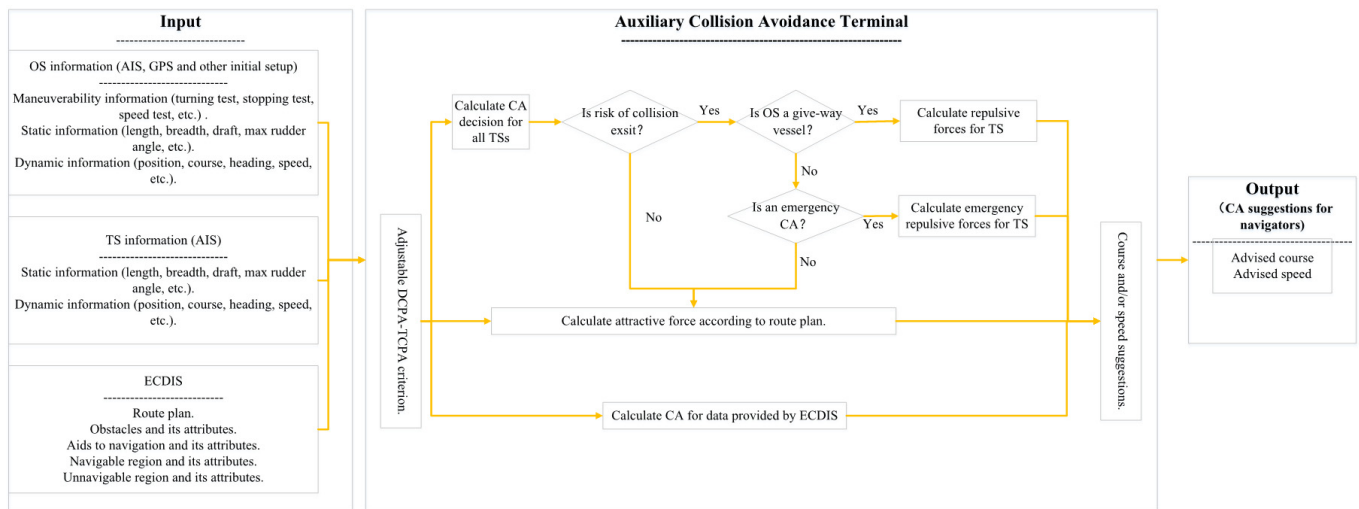 Input
OS information (AIS, GPS and other initial setup)
Maneuverability information (turning test, stopping test,
speed test, etc.) .
Static information (length, breadth, draft, max rudder
angle, etc.).
Dynamic information (position, course, heading, speed,
etc.).
TS information (AIS)
Static information (length, breadth, draft, max rudder
angle, etc.).
Dynamic information (position, course, heading, speed,
etc.).
ECDIS
Route plan.
Obstacles and its attributes.
Aids to navigation and its attributes.
Navigable region and its attributes.
Unnavigable region and its attributes.
Auxiliary Collision Avoidance Terminal
Adjustable DCPA-TCPA criterion.
Calculate CA
decision for
all TSs
Is risk of collision
exsit?
Yes
No
Is OS a give-way
vessel?
Yes
No
Calculate repulsive
forces for TS
Is an emergency
CA?
Yes
No
Calculate emergency
repulsive forces for TS
Calculate attractive force according to route plan.
Calculate CA for data provided by ECDIS
Course and/or speed suggestions.
Output
(CA suggestions for
navigators)
Advised course
Advised speed